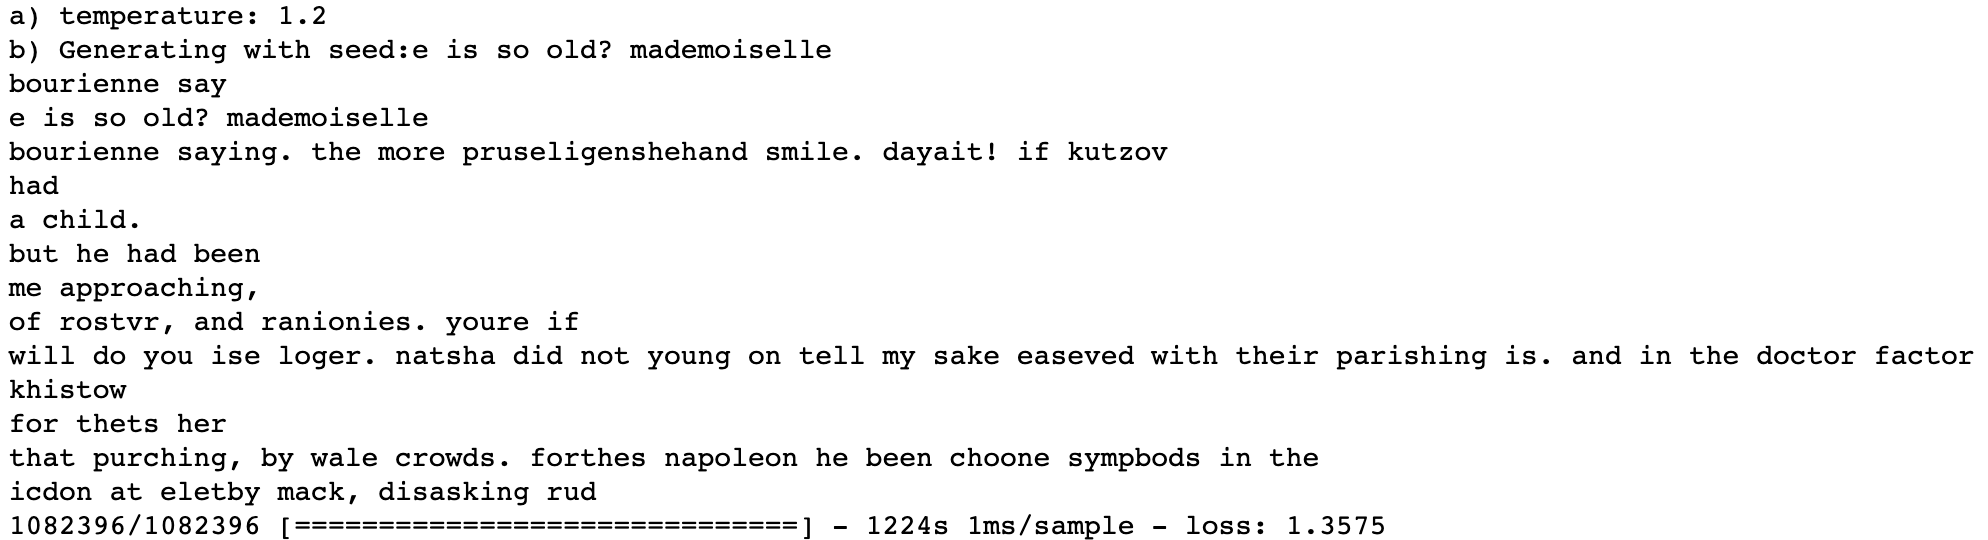 a) temperature: 1.2
b) Generating with seed:e is so old? mademoiselle
bourienne say
e is so old? mademoiselle
bourienne saying. the more pruseligenshehand smile. dayait! if kutzov
had
a child.
but he had been
me approaching,
of rostvr, and ranionies. youre if
will do you ise loger. natsha did not young on tell my sake easeved with their parishing is. and in the doctor factor
khistow
for thets her
that purching, by wale crowds. forthes napoleon he been choone sympbods in the
icdon at eletby mack, disasking rud
1082396/1082396 [==============================] - 1224s 1ms/sample - loss: 1.3575